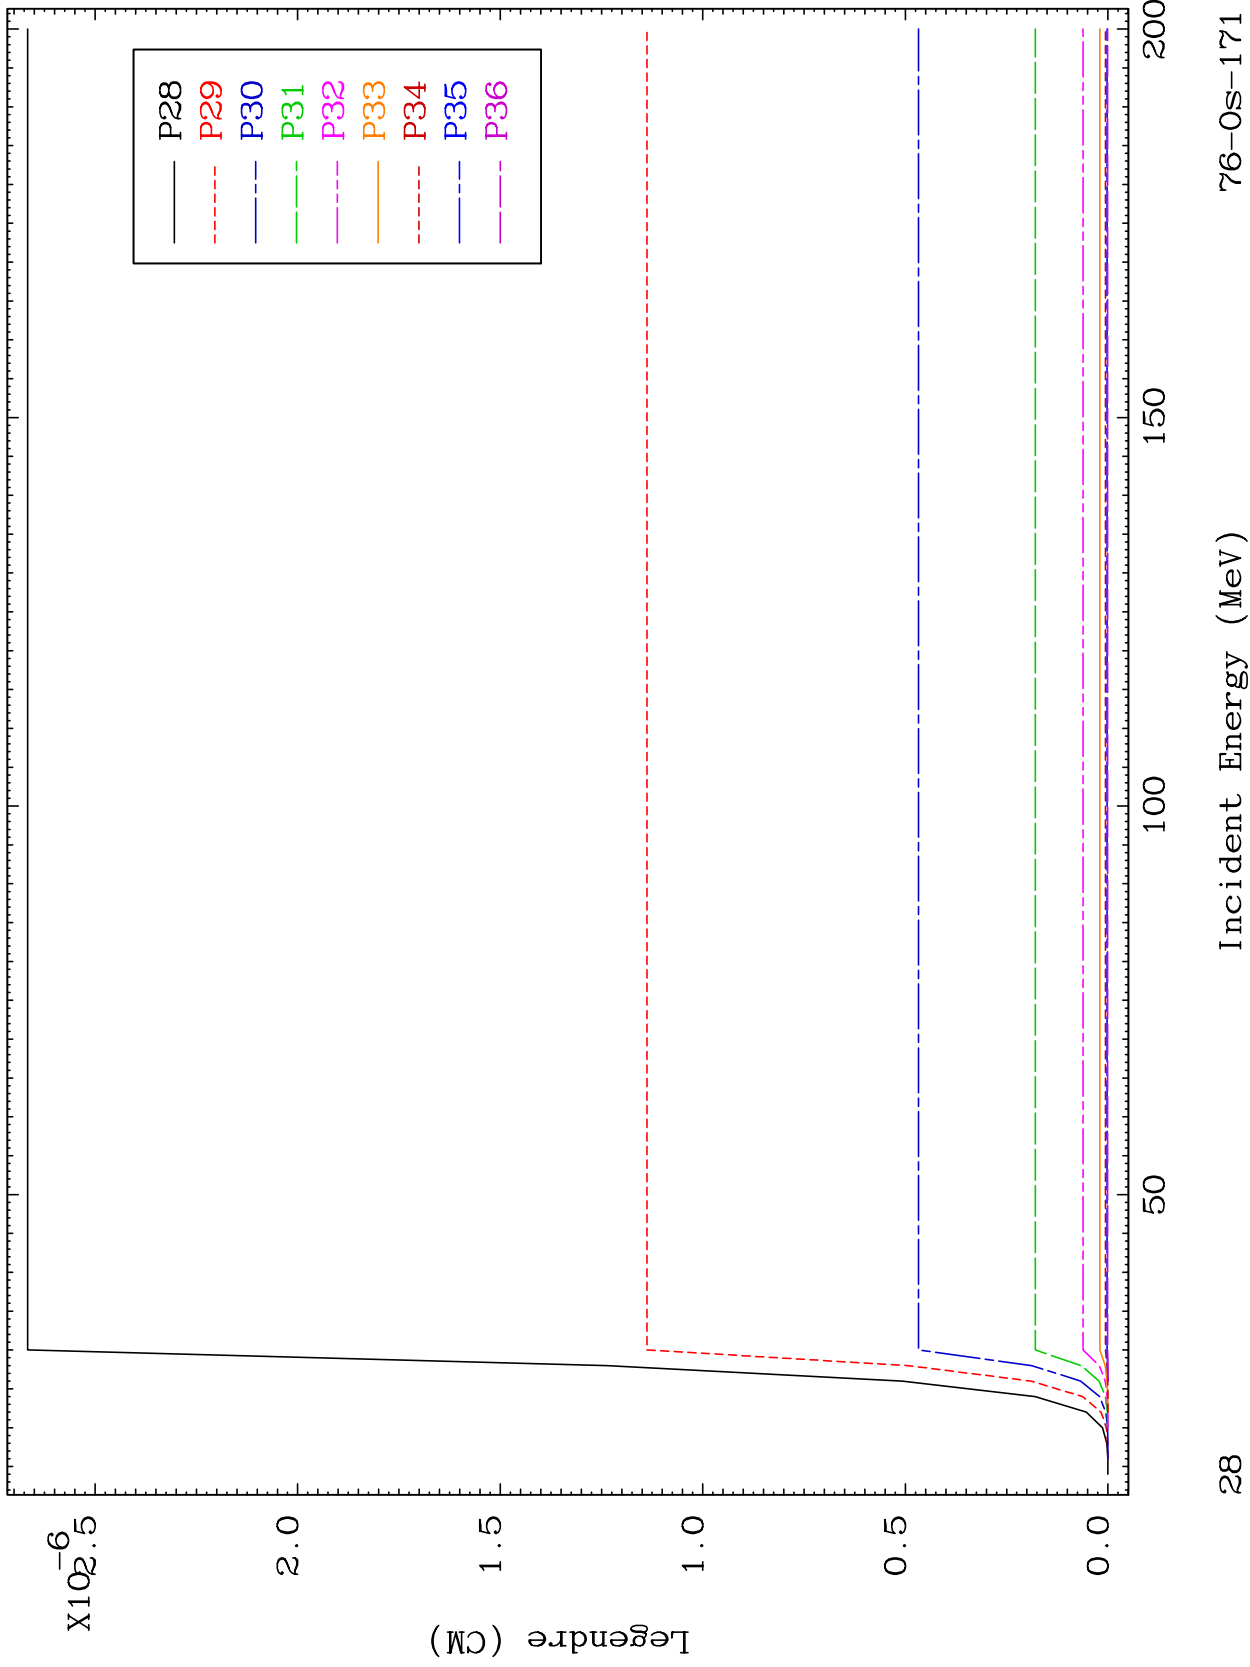 X10-6
2.5
2.0
1.5
1.0
0.5
0.0
Legendre (CM)
P28
P29
P30
P31
P32
P33
P34
P35
P36
50
100
150
200
Incident Energy (MeV)
28
76-Os-171